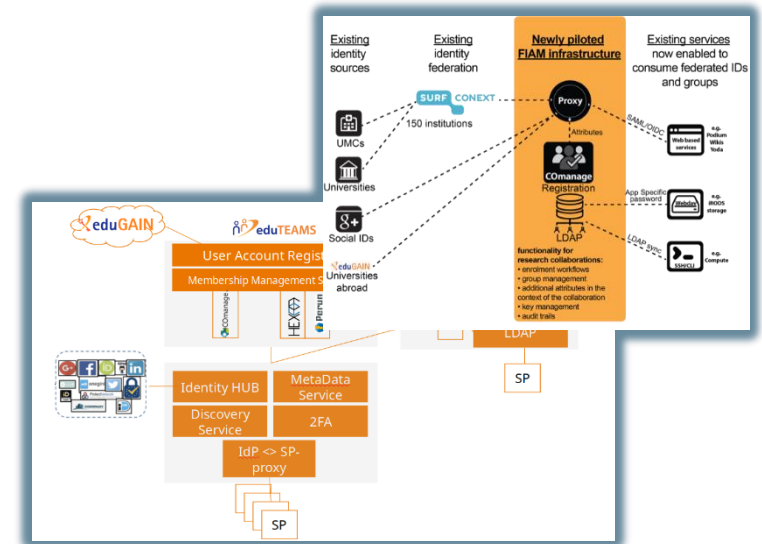 Existing
identity
sources
Existing
identity
federation
Newly piloted
FIAM infrastructure
Existing services
now enabled to
consume federated IDs
and groups
SURF CONEXT
150 institutions
Proxy
SAML/OIDC
Web based
services
e.g.
Podium
Wikis
Yoda
UMCs
Attributes
COmanage
Registration
Universities
App Specific
password
Webdav
e.g.
iRODS
storage
g+
Social IDs
LDAP
LDAP sync
SSH/CLI
e.g.
Compute
eduGAIN
Universities
abroad
functionality for
research collaborations:
• enrolment workflows
• group management
• additional attributes in the
context of the collaboration
• key management
• audit trails
eduGAIN
eduTEAMS
User Account Regist
Membership Management S
COmanage
HEXAA
Perun
LDAP
SP
G+
f
iD
in
Identity HUB
MetaData
Service
Discovery
Service
2FA
IdP <> SP-
proxy
SP